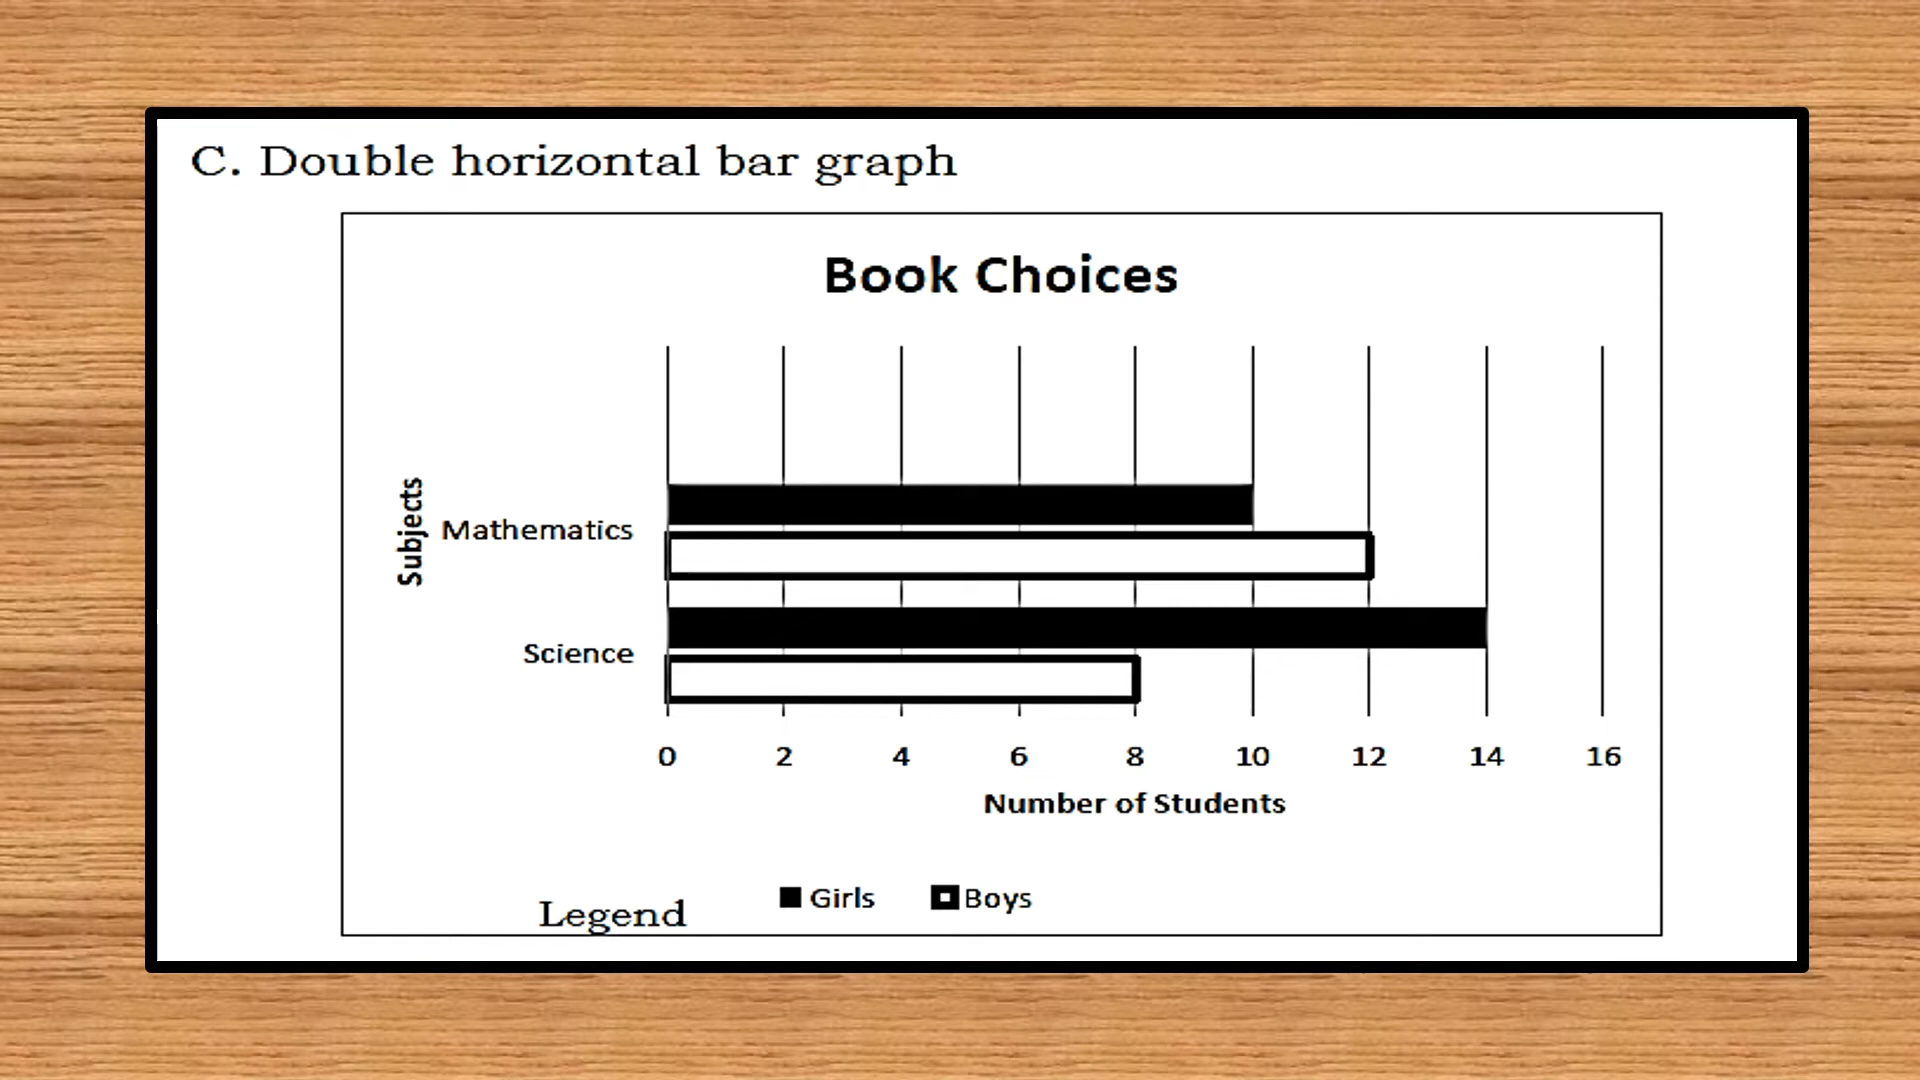 C. Double horizontal bar graph
Book Choices
Subjects
Mathematics
Science
0 2 4 6 8 10 12 14 16
Number of Students
Legend
Girls Boys